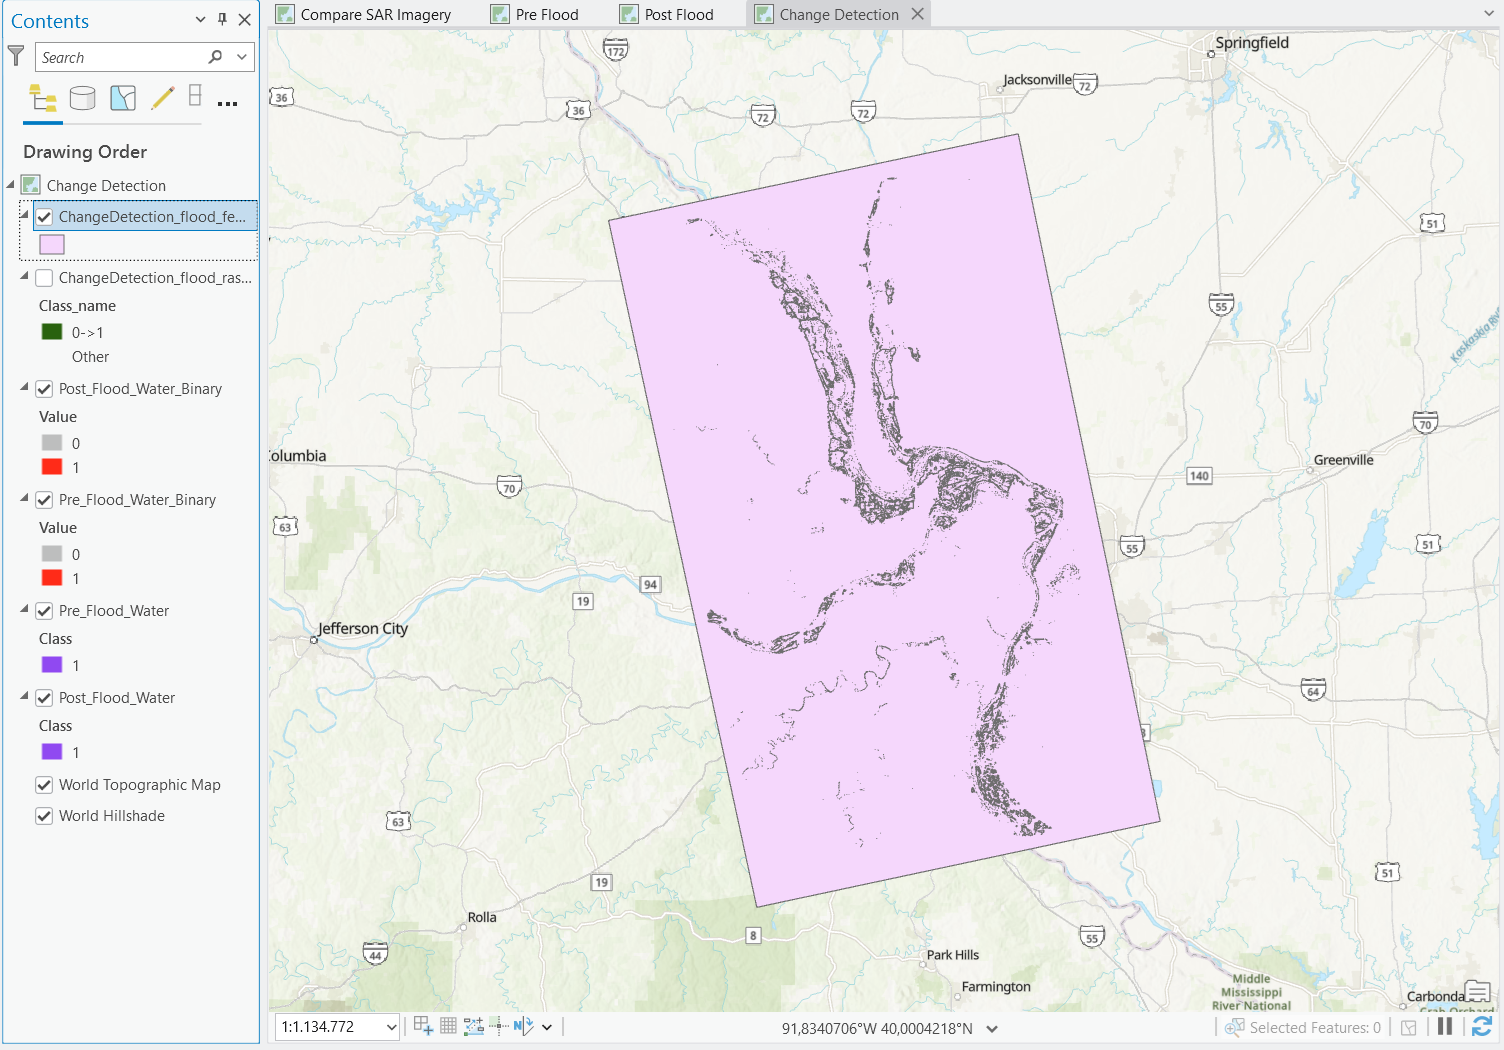 Contents
Compare SAR Imagery
Pre Flood
Post Flood
Change Detection
Search
Drawing Order
Change Detection
ChangeDetection_flood_fe...
ChangeDetection_flood_ras...
Class_name
0->1
Other
Post_Flood_Water_Binary
Value
0
1
Pre_Flood_Water_Binary
Value
0
1
Pre_Flood_Water
Class
1
Post_Flood_Water
Class
1
World Topographic Map
World Hillshade
172
Springfield
Jacksonville
72
36
36
72
72
51
55
Kaskaskia
70
olumbia
Greenville
70
140
63
51
55
94
19
Jefferson City
64
63
51
19
Rolla
8
55
44
Park Hills
Farmington
Middle
Mississippi
River National
Carbonda
1:1.134.772
91,8340706°W 40,0004218°N
Selected Features: 0